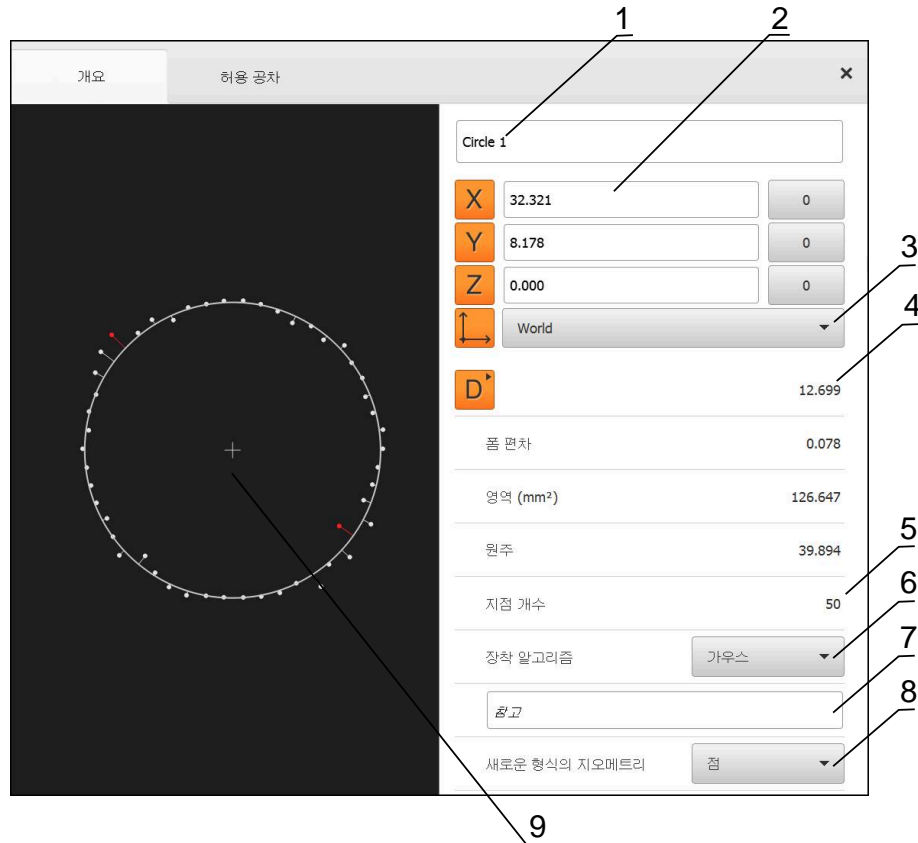 1
2
개요
허용 공차
×
Circle 1
X
32.321
0
Y
8.178
0
Z
0.000
0
3
World
4
D
12.699
폼 편차
0.078
영역 (mm²)
126.647
원주
39.894
5
지점 개수
50
6
장착 알고리즘
가우스
7
참고
8
새로운 형식의 지오메트리
점
9